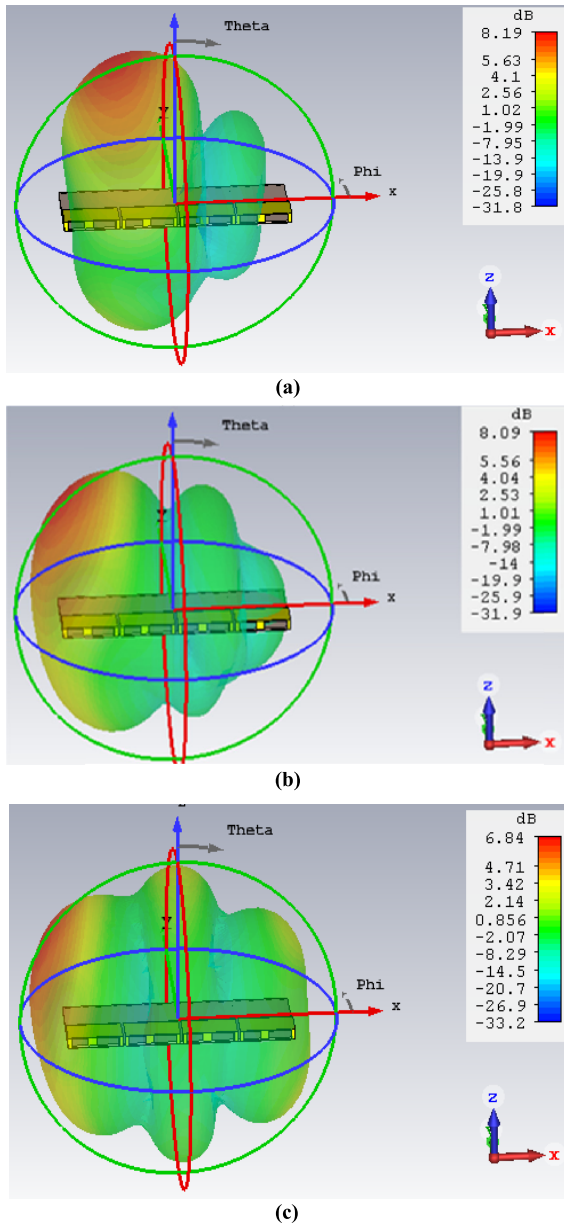 dB
8.19
5.63
4.1
2.56
1.02
-1.99
-7.95
-13.9
-19.9
-25.8
-31.8
Theta
Y
Phi
x
z
x
(a)
dB
8.09
5.56
4.04
2.53
1.01
-1.99
-7.98
-14
-19.9
-25.9
-31.9
Theta
Phi
x
z
x
(b)
dB
6.84
4.71
3.42
2.14
0.856
-2.07
-8.29
-14.5
-20.7
-26.9
-33.2
Theta
Y
Phi
x
z
x
(c)